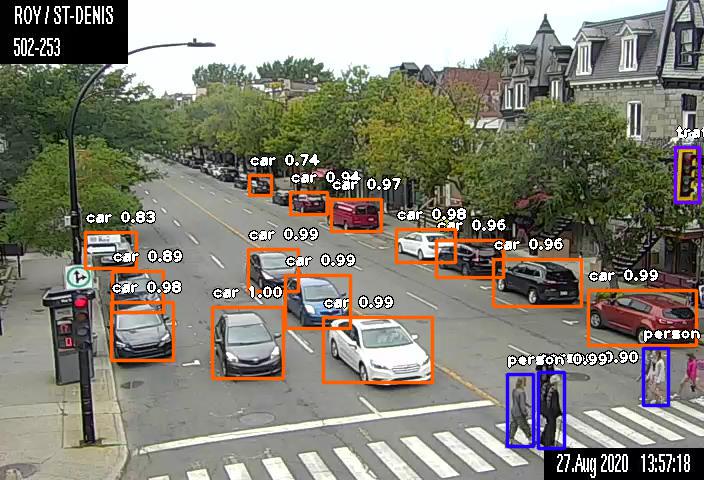 ROY / ST-DENIS
502-253
car 0.74
car 0.94
car 0.97
car 0.83
car 0.98
car 0.96
car 0.99
car 0.96
car 0.89
car 0.99
car 0.99
car 0.98
car 1.00
car 0.99
person
person 0.99
0.90
27.Aug 2020 13:57:18